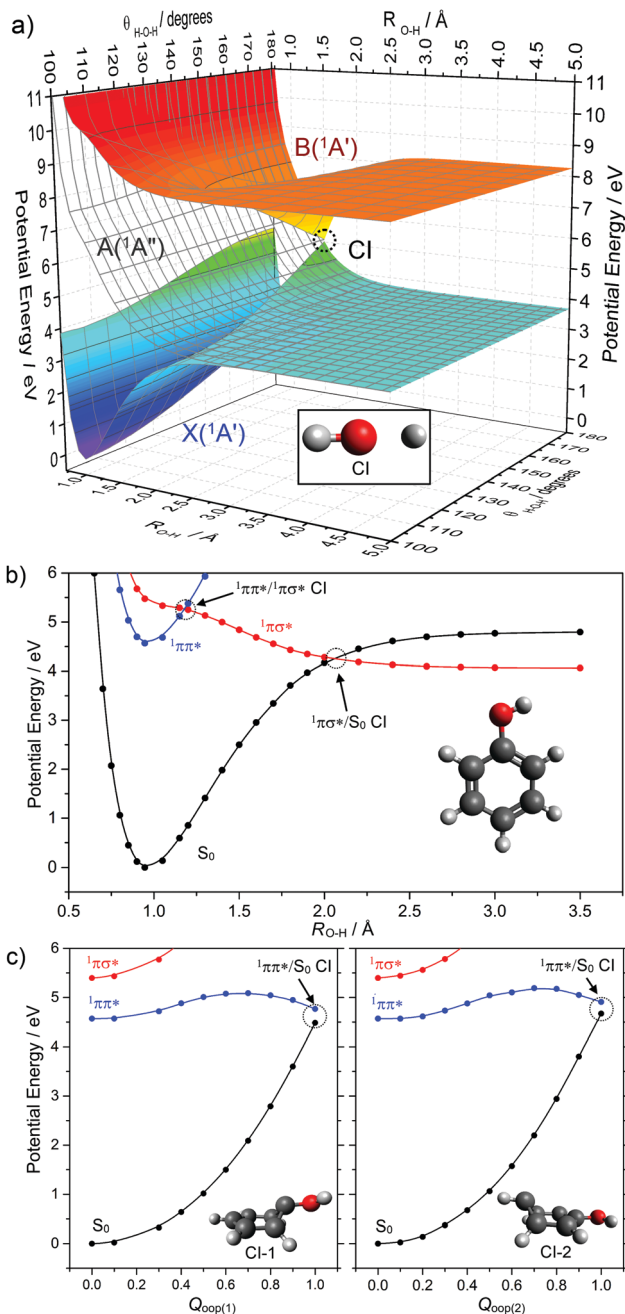 a)
θ H-O-H / degrees
R O-H / Å
100 110 120 130 140 150 160 170 180
1.0 1.5 2.0 2.5 3.0 3.5 4.0 4.5 5.0
11
10
9
8
7
6
5
4
3
2
1
0
Potential Energy / eV
B(¹A')
A(¹A")
CI
X(¹A')
CI
11
10
9
8
7
6
5
4
3
2
1
0
Potential Energy / eV
1.0 1.5 2.0 2.5 3.0 3.5 4.0 4.5 5.0
R O-H / Å
100 110 120 130 140 150 160 170 180
θ H-O-H / degrees
b)
6
5
4
3
2
1
0
Potential Energy / eV
¹ππ*/¹πσ* CI
¹πσ*
¹ππ*
¹πσ*/S₀ CI
S₀
0.5 1.0 1.5 2.0 2.5 3.0 3.5
R O-H / Å
c)
6
5
4
3
2
1
0
Potential Energy / eV
¹πσ*
¹ππ*/S₀ CI
¹ππ*
S₀
CI-1
0.0 0.2 0.4 0.6 0.8 1.0
Q oop(1)
¹πσ*
¹ππ*/S₀ CI
¹ππ*
S₀
CI-2
0.0 0.2 0.4 0.6 0.8 1.0
Q oop(2)